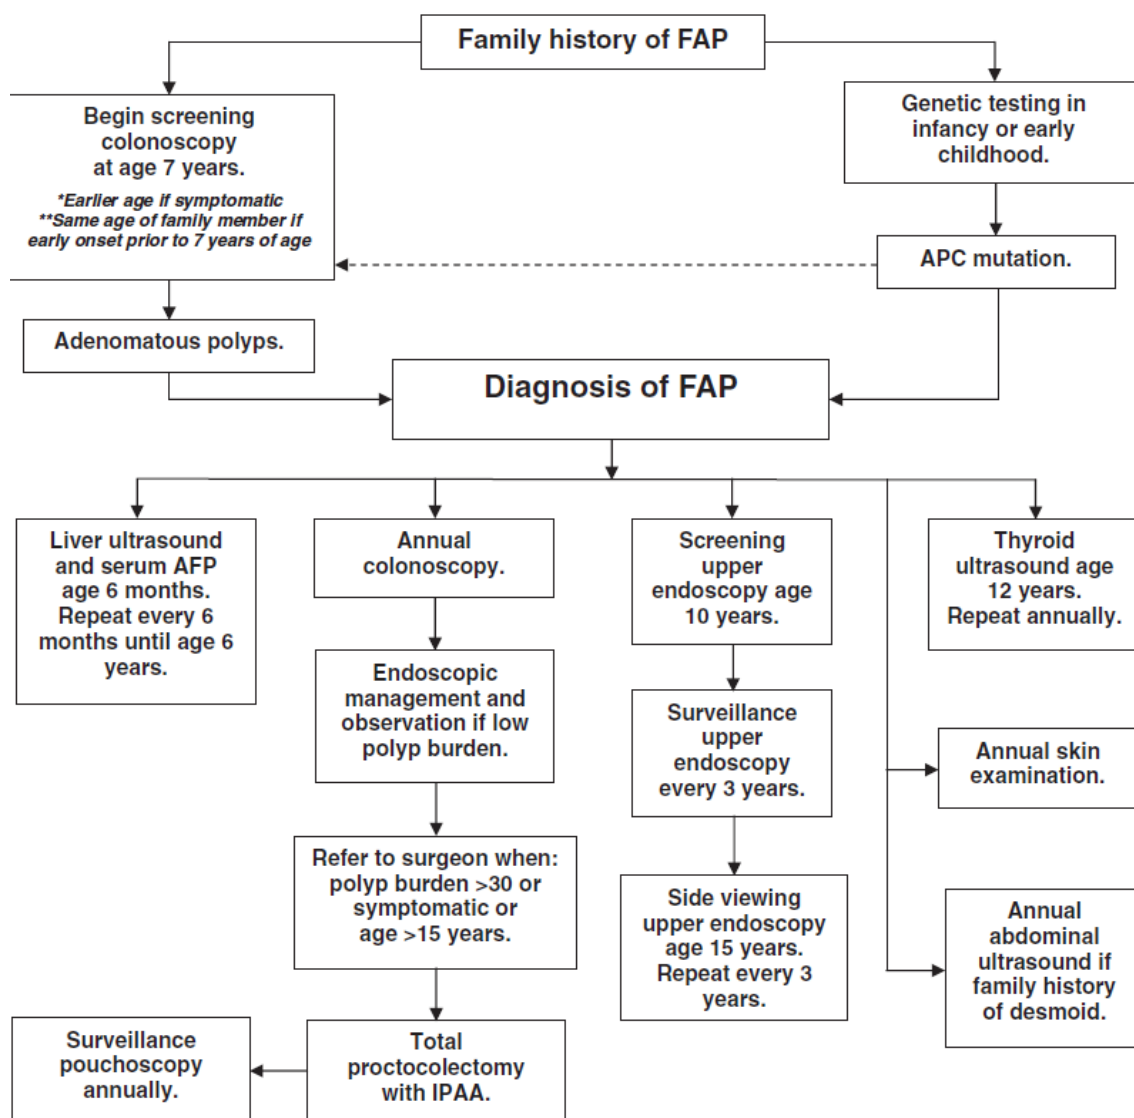 Family history of FAP
Begin screening
colonoscopy
at age 7 years.
*Earlier age if symptomatic
**Same age of family member if
early onset prior to 7 years of age
Genetic testing in
infancy or early
childhood.
APC mutation.
Adenomatous polyps.
Diagnosis of FAP
Liver ultrasound
and serum AFP
age 6 months.
Repeat every 6
months until age 6
years.
Annual
colonoscopy.
Endoscopic
management and
observation if low
polyp burden.
Refer to surgeon when:
polyp burden >30 or
symptomatic or
age >15 years.
Total
proctocolectomy
with IPAA.
Surveillance
pouchoscopy
annually.
Screening
upper
endoscopy age
10 years.
Surveillance
upper
endoscopy
every 3 years.
Side viewing
upper endoscopy
age 15 years.
Repeat every 3
years.
Thyroid
ultrasound age
12 years.
Repeat annually.
Annual skin
examination.
Annual
abdominal
ultrasound if
family history
of desmoid.